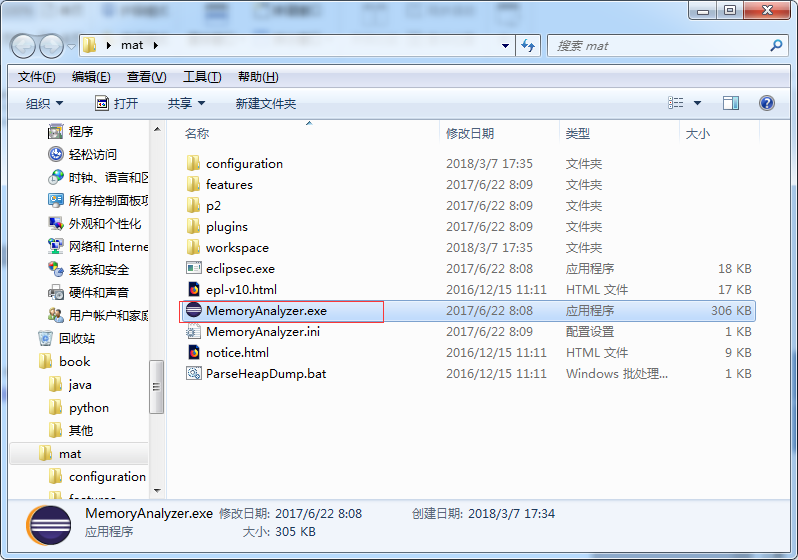 mat
搜索 mat
文件(F) 编辑(E) 查看(V) 工具(T) 帮助(H)
组织 打开 共享 新建文件夹
名称 修改日期 类型 大小
程序
轻松访问
时钟、语言和区
所有控制面板项
外观和个性化
网络和 Interne
系统和安全
硬件和声音
用户帐户和家庭
回收站
book
java
python
其他
mat
configuration
features
configuration 2018/3/7 17:35 文件夹
features 2017/6/22 8:09 文件夹
p2 2017/6/22 8:09 文件夹
plugins 2017/6/22 8:09 文件夹
workspace 2018/3/7 17:35 文件夹
eclipsec.exe 2017/6/22 8:08 应用程序 18 KB
epl-v10.html 2016/12/15 11:11 HTML 文件 17 KB
MemoryAnalyzer.exe 2017/6/22 8:08 应用程序 306 KB
MemoryAnalyzer.ini 2017/6/22 8:09 配置设置 1 KB
notice.html 2016/12/15 11:11 HTML 文件 9 KB
ParseHeapDump.bat 2016/12/15 11:11 Windows 批处理... 1 KB
MemoryAnalyzer.exe 修改日期: 2017/6/22 8:08 创建日期: 2018/3/7 17:34
应用程序 大小: 305 KB